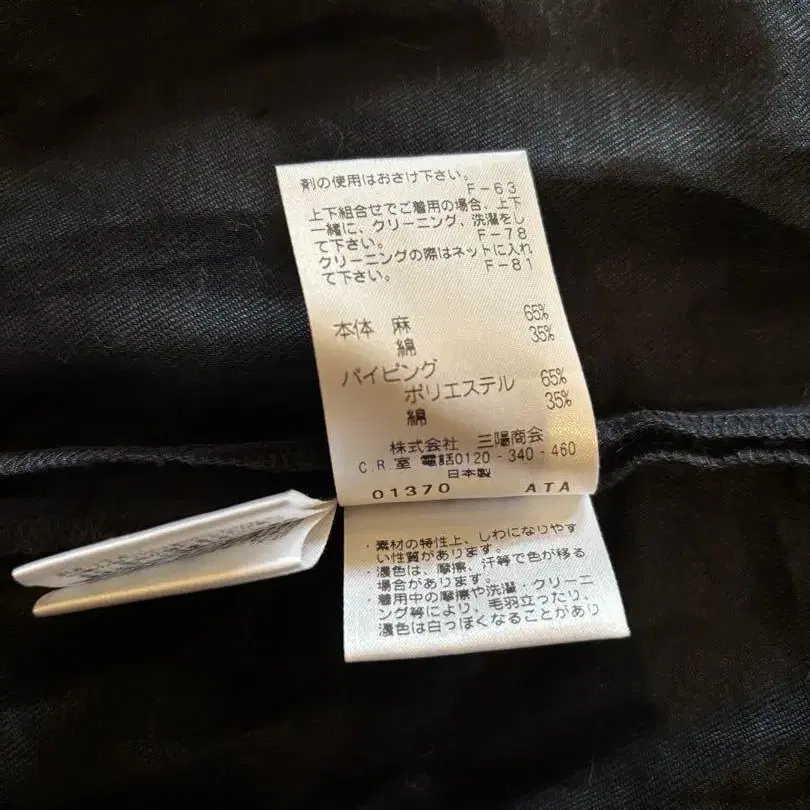 剤の使用はおさけ下さい。
F-63
上下組合せでご着用の場合、上下
一緒に、クリーニング、洗濯をし
て下さい。
F-78
クリーニングの際はネットに入れ
て下さい。
F-81
本体 麻 65%
綿 35%
パイピング
ポリエステル 65%
綿 35%
株式会社 三陽商会
C.R.室 電話0120-340-460
日本製
01370 ATA
・素材の特性上、しわになりやす
い性質があります。
濃色は、摩擦、汗等で色が移る
場合があります。
・着用中の摩擦や洗濯・クリーニ
ング等により、毛羽立ったり、
濃色は白っぽくなることがあり